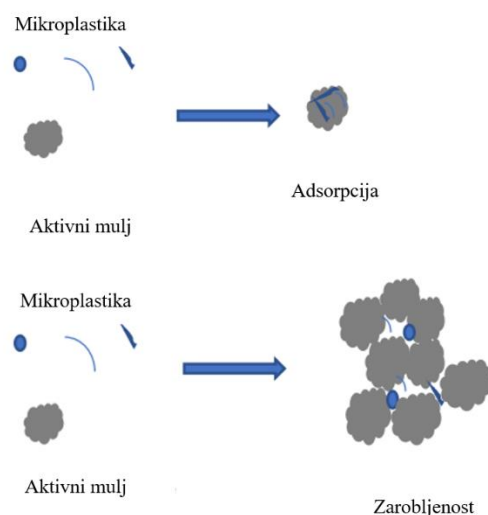 Mikroplastika
Adsorpcija
Aktivni mulj
Mikroplastika
Aktivni mulj
Zarobljenost